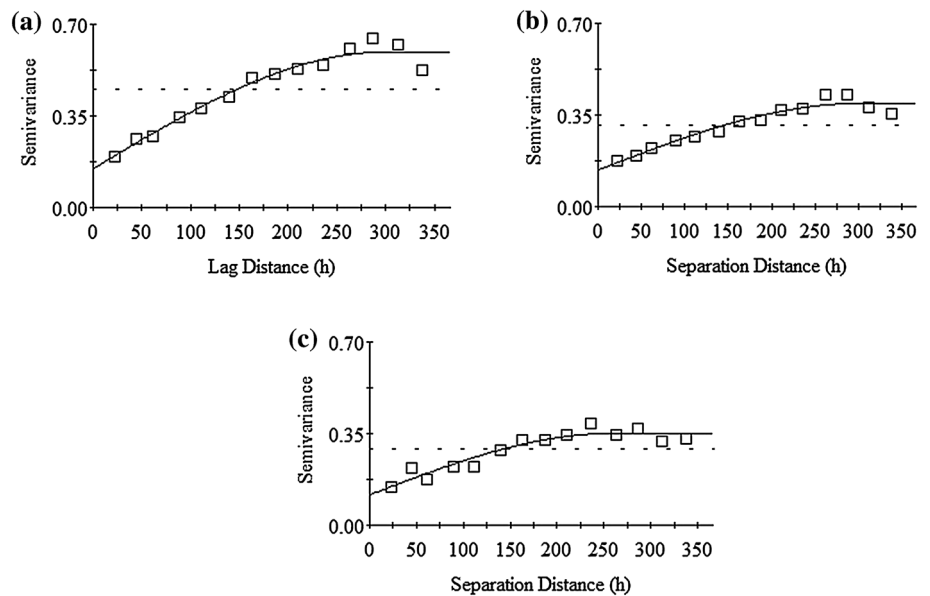 (a)
0.70
0.35
0.00
Semivariance
0 50 100 150 200 250 300 350
Lag Distance (h)
(b)
0.70
0.35
0.00
Semivariance
0 50 100 150 200 250 300 350
Separation Distance (h)
(c)
0.70
0.35
0.00
Semivariance
0 50 100 150 200 250 300 350
Separation Distance (h)